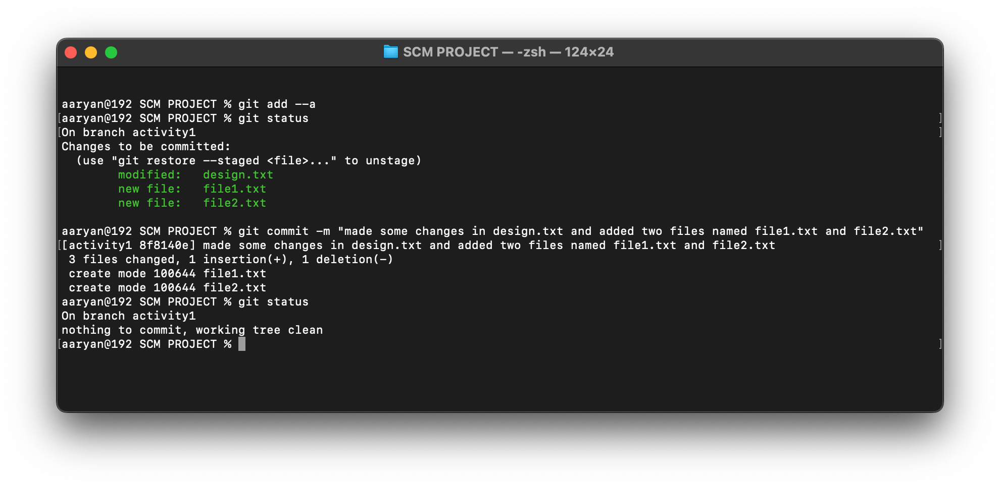 SCM PROJECT — -zsh — 124×24
aaryan@192 SCM PROJECT % git add --a
[aaryan@192 SCM PROJECT % git status ]
[On branch activity1 ]
Changes to be committed:
  (use "git restore --staged <file>..." to unstage)
        modified:   design.txt
        new file:   file1.txt
        new file:   file2.txt
aaryan@192 SCM PROJECT % git commit -m "made some changes in design.txt and added two files named file1.txt and file2.txt"
[[activity1 8f8140e] made some changes in design.txt and added two files named file1.txt and file2.txt ]
 3 files changed, 1 insertion(+), 1 deletion(-)
 create mode 100644 file1.txt
 create mode 100644 file2.txt
aaryan@192 SCM PROJECT % git status
On branch activity1
nothing to commit, working tree clean
[aaryan@192 SCM PROJECT % ]